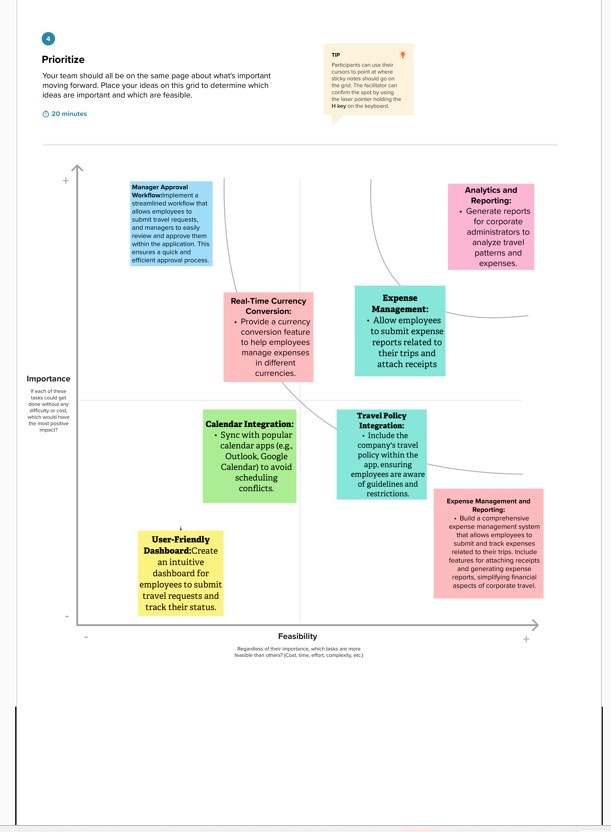 4
Prioritize
Your team should all be on the same page about what's important
moving forward. Place your ideas on this grid to determine which
ideas are important and which are feasible.
20 minutes
TIP
Participants can use their
cursors to point at where
sticky notes should go on
the grid. The facilitator can
confirm the spot by using
the laser pointer holding the
H key on the keyboard.
+
Manager Approval
Workflow:Implement a
streamlined workflow that
allows employees to
submit travel requests,
and managers to easily
review and approve them
within the application. This
ensures a quick and
efficient approval process.
Analytics and
Reporting:
• Generate reports
for corporate
administrators to
analyze travel
patterns and
expenses.
Real-Time Currency
Conversion:
• Provide a currency
conversion feature
to help employees
manage expenses
in different
currencies.
Expense
Management:
• Allow employees
to submit expense
reports related to
their trips and
attach receipts
Importance
If each of these
tasks could get
done without any
difficulty or cost,
which would have
the most positive
impact?
Calendar Integration:
• Sync with popular
calendar apps (e.g.,
Outlook, Google
Calendar) to avoid
scheduling
conflicts.
Travel Policy
Integration:
• Include the
company's travel
policy within the
app, ensuring
employees are aware
of guidelines and
restrictions.
Expense Management and
Reporting:
• Build a comprehensive
expense management system
that allows employees to
submit and track expenses
related to their trips. Include
features for attaching receipts
and generating expense
reports, simplifying financial
aspects of corporate travel.
User-Friendly
Dashboard:Create
an intuitive
dashboard for
employees to submit
travel requests and
track their status.
-
-
Feasibility
+
Regardless of their importance, which tasks are more
feasible than others? (Cost, time, effort, complexity, etc.)